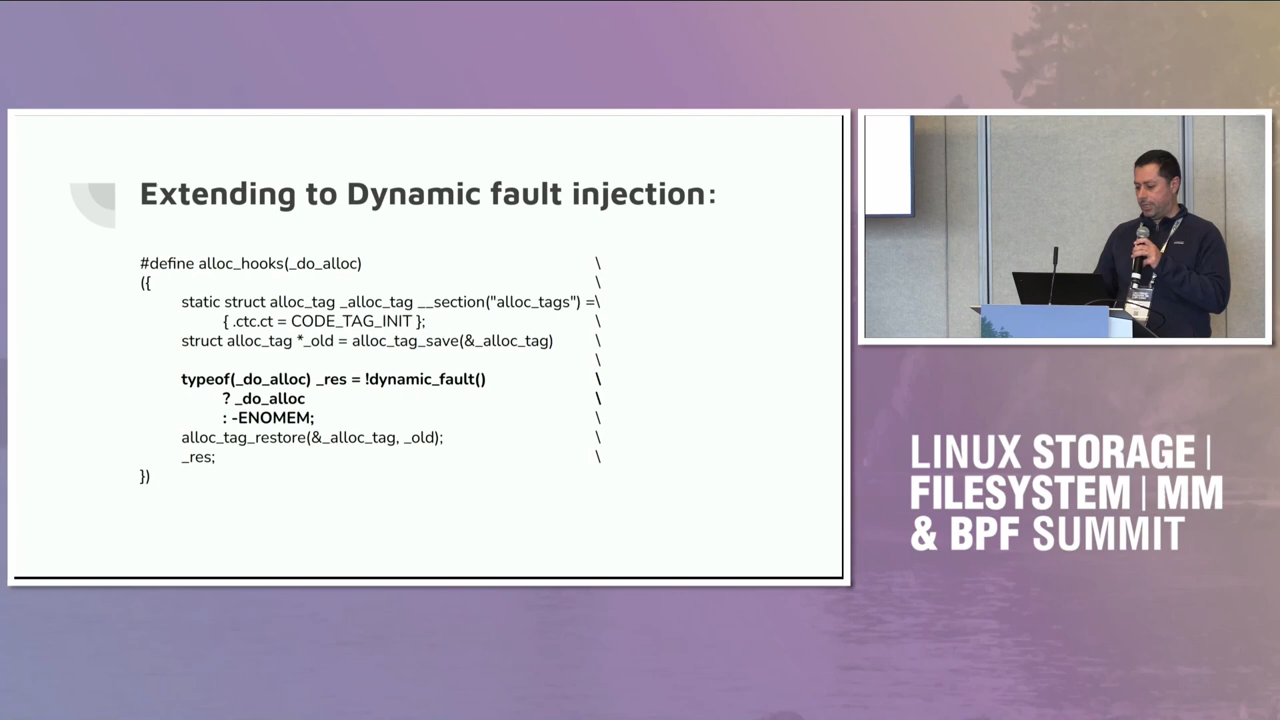 Extending to Dynamic fault injection:
#define alloc_hooks(_do_alloc) \
({ \
static struct alloc_tag _alloc_tag __section("alloc_tags") =\
{ .ctc.ct = CODE_TAG_INIT }; \
struct alloc_tag *_old = alloc_tag_save(&_alloc_tag) \
\
typeof(_do_alloc) _res = !dynamic_fault() \
? _do_alloc \
: -ENOMEM; \
alloc_tag_restore(&_alloc_tag, _old); \
_res; \
})
LINUX STORAGE |
FILESYSTEM | MM
& BPF SUMMIT